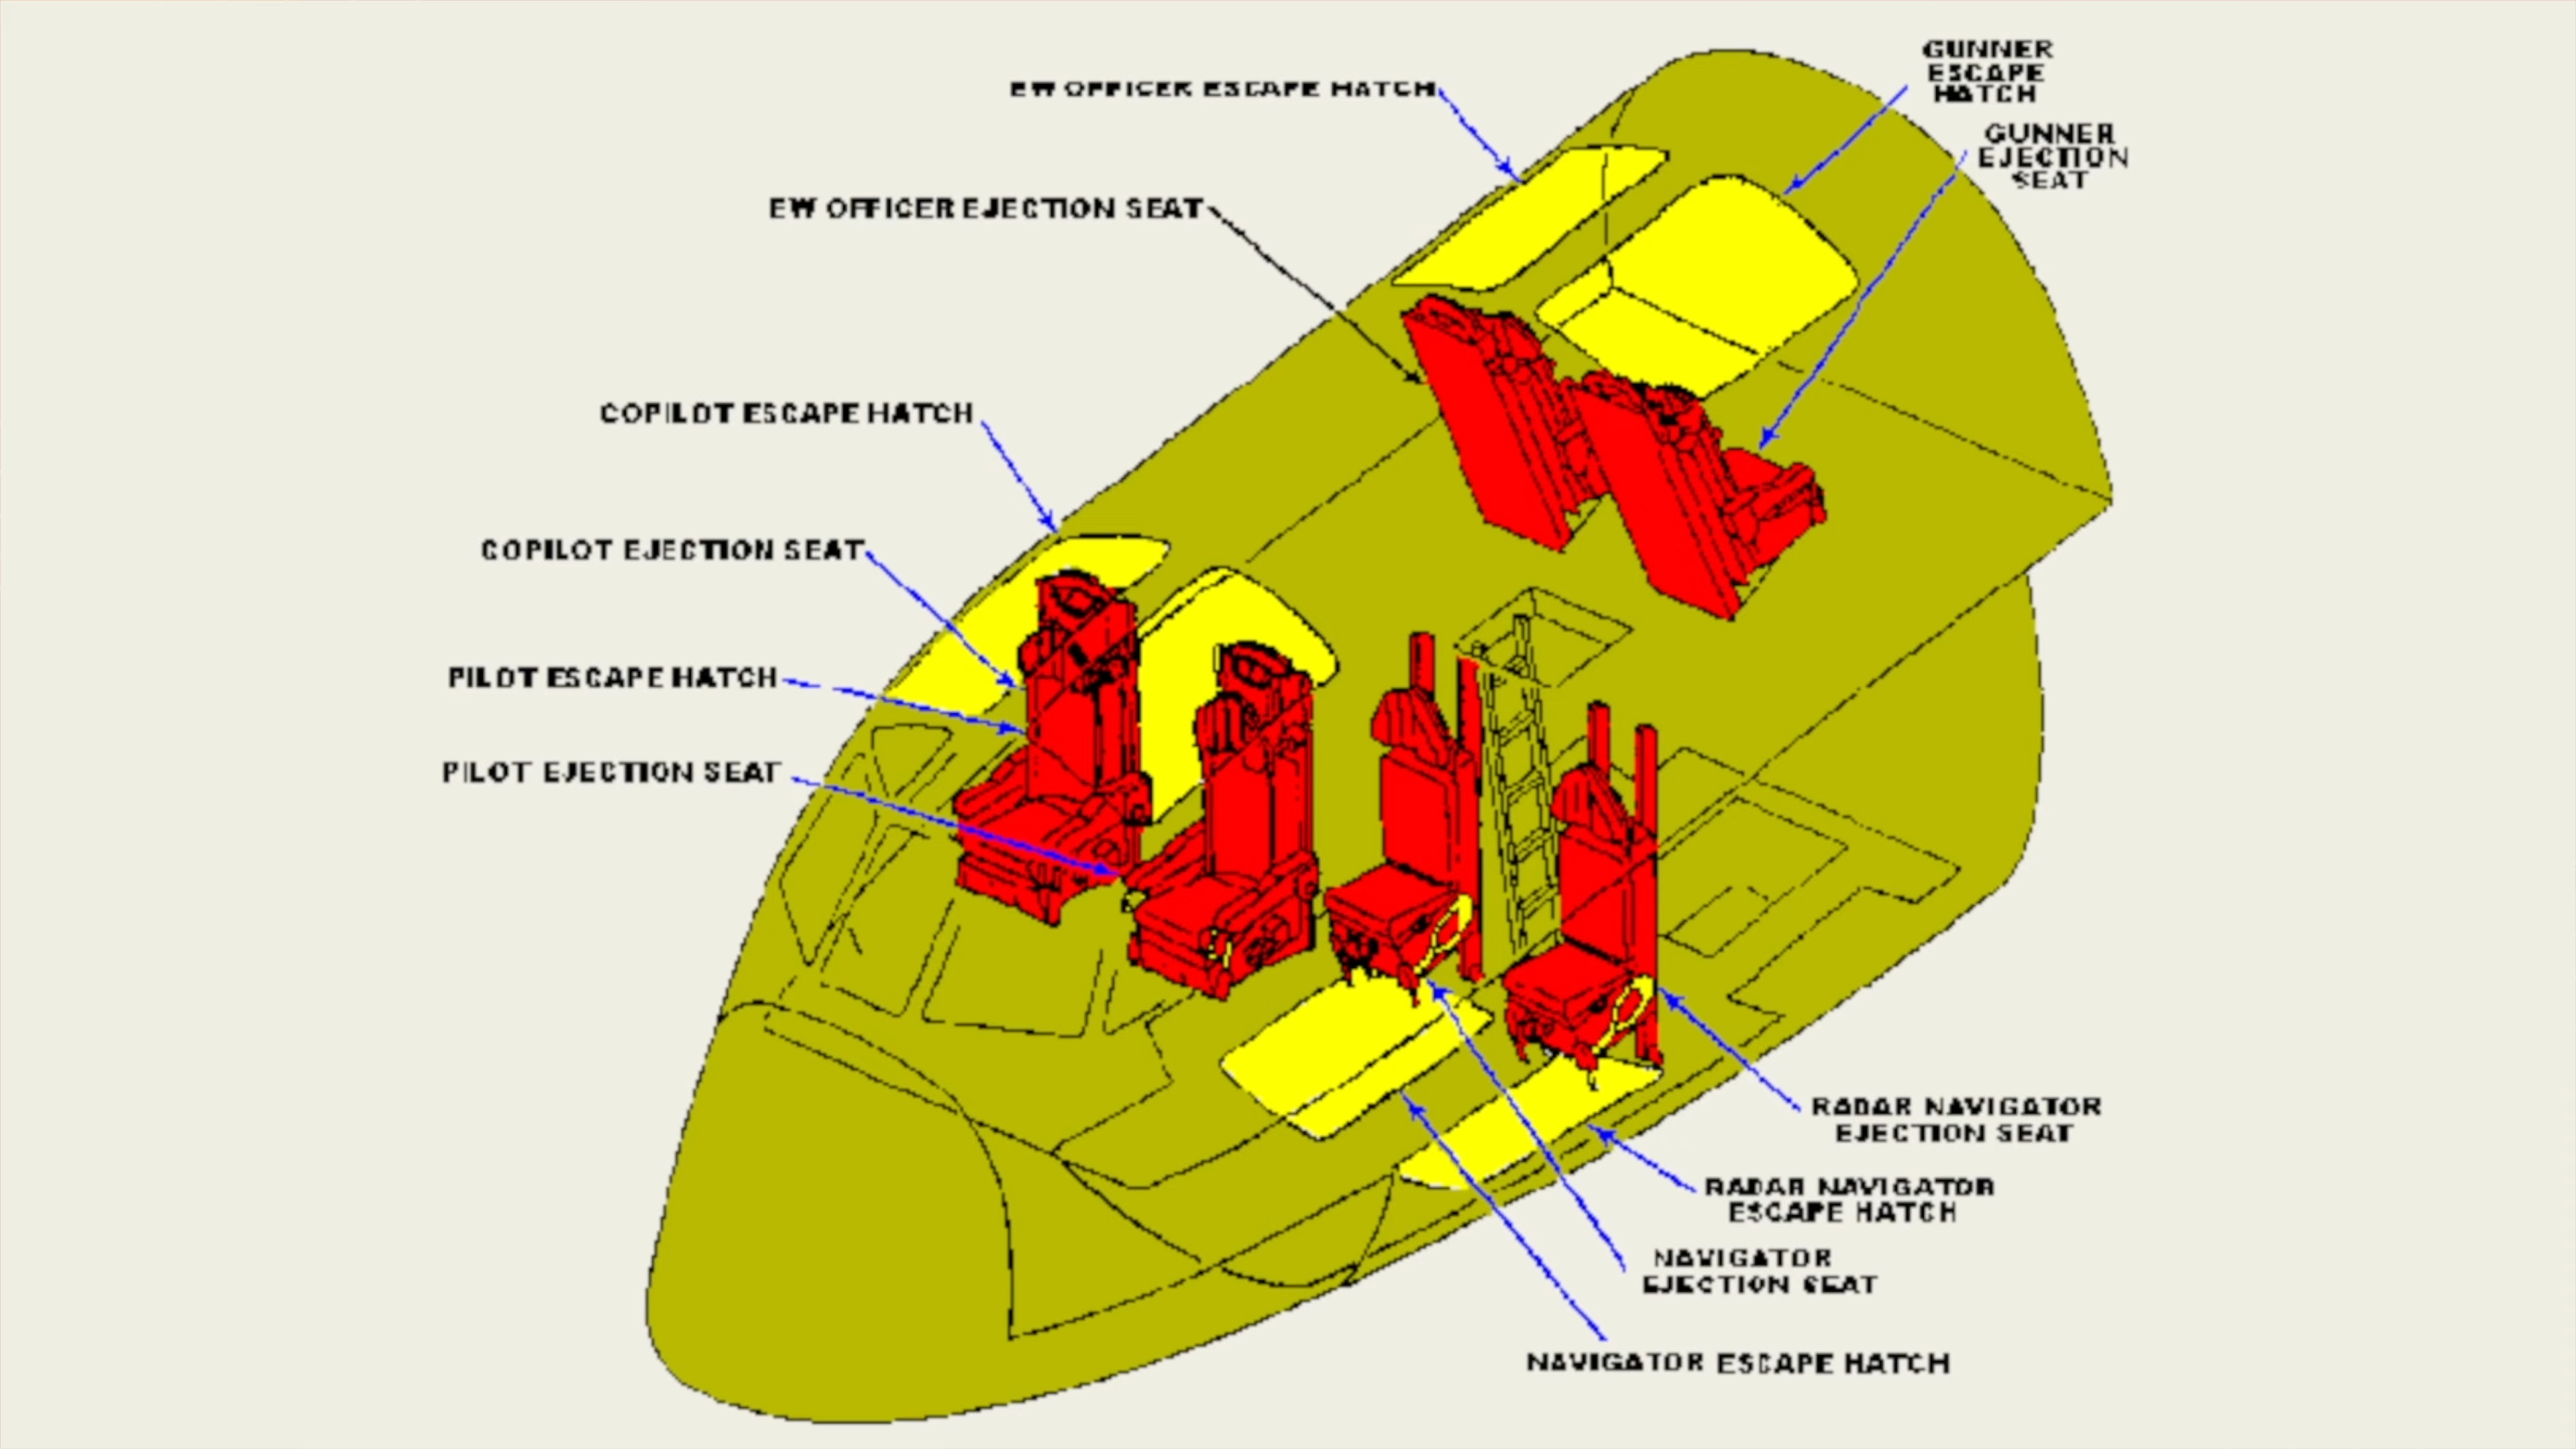 EW OFFICER ESCAPE HATCH
GUNNER
ESCAPE
HATCH
GUNNER
EJECTION
SEAT
EW OFFICER EJECTION SEAT
COPILOT ESCAPE HATCH
COPILOT EJECTION SEAT
PILOT ESCAPE HATCH
PILOT EJECTION SEAT
RADAR NAVIGATOR
EJECTION SEAT
RADAR NAVIGATOR
ESCAPE HATCH
NAVIGATOR
EJECTION SEAT
NAVIGATOR ESCAPE HATCH